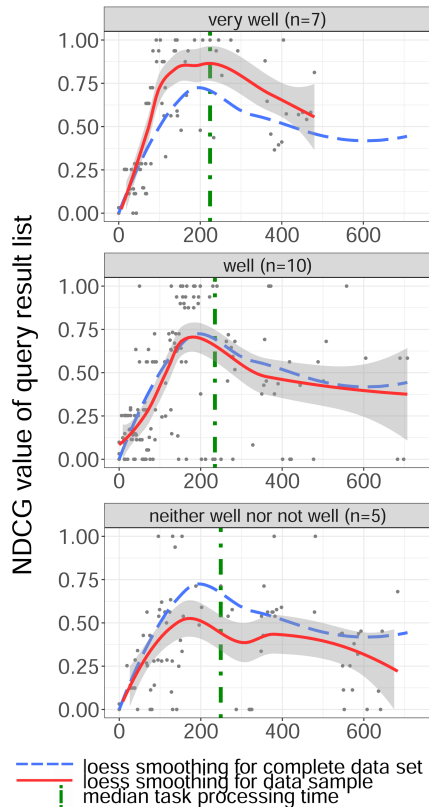 very well (n=7)
1.00
0.75
0.50
0.25
0.00
0 200 400 600
well (n=10)
1.00
0.75
0.50
0.25
0.00
0 200 400 600
neither well nor not well (n=5)
1.00
0.75
0.50
0.25
0.00
0 200 400 600
NDCG value of query result list
loess smoothing for complete data set
loess smoothing for data sample
median task processing time